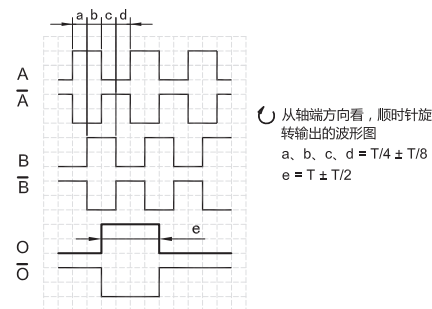 a b c d
A
A
B
B
O
O
e
从轴端方向看，顺时针旋
转输出的波形图
a、b、c、d = T/4 ± T/8
e = T ± T/2